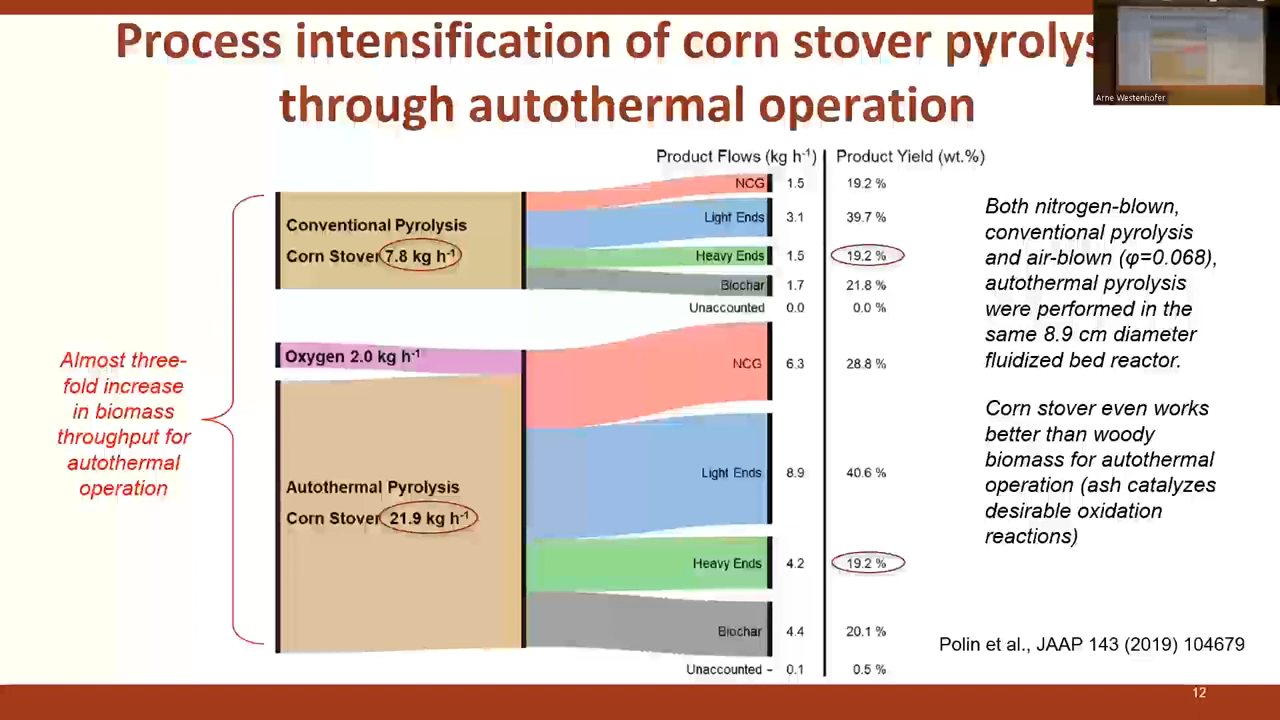 Process intensification of corn stover pyrolys
through autothermal operation
Arne Westenhofer
Product Flows (kg h⁻¹) Product Yield (wt.%)
NCG 1.5 19.2 %
Conventional Pyrolysis
Corn Stover 7.8 kg h⁻¹
Light Ends 3.1 39.7 %
Heavy Ends 1.5 19.2 %
Biochar 1.7 21.8 %
Unaccounted 0.0 0.0 %
Oxygen 2.0 kg h⁻¹
NCG 6.3 28.8 %
Light Ends 8.9 40.6 %
Autothermal Pyrolysis
Corn Stover 21.9 kg h⁻¹
Heavy Ends 4.2 19.2 %
Biochar 4.4 20.1 %
Unaccounted 0.1 0.5 %
Almost three-
fold increase
in biomass
throughput for
autothermal
operation
Both nitrogen-blown,
conventional pyrolysis
and air-blown (φ=0.068),
autothermal pyrolysis
were performed in the
same 8.9 cm diameter
fluidized bed reactor.
Corn stover even works
better than woody
biomass for autothermal
operation (ash catalyzes
desirable oxidation
reactions)
Polin et al., JAAP 143 (2019) 104679
12